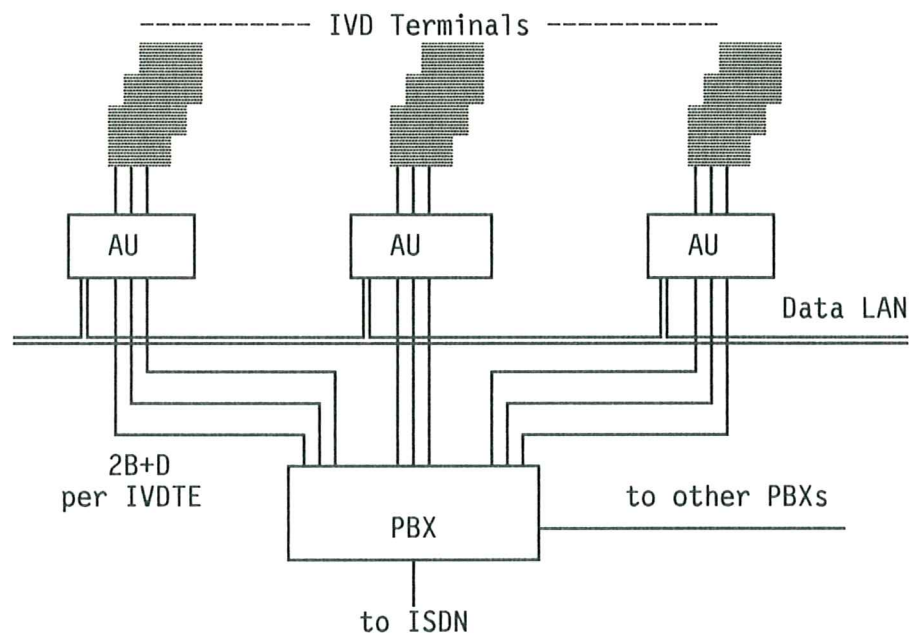 IVD Terminals
AU AU AU
Data LAN
2B+D
per IVDTE
to other PBXs
PBX
to ISDN